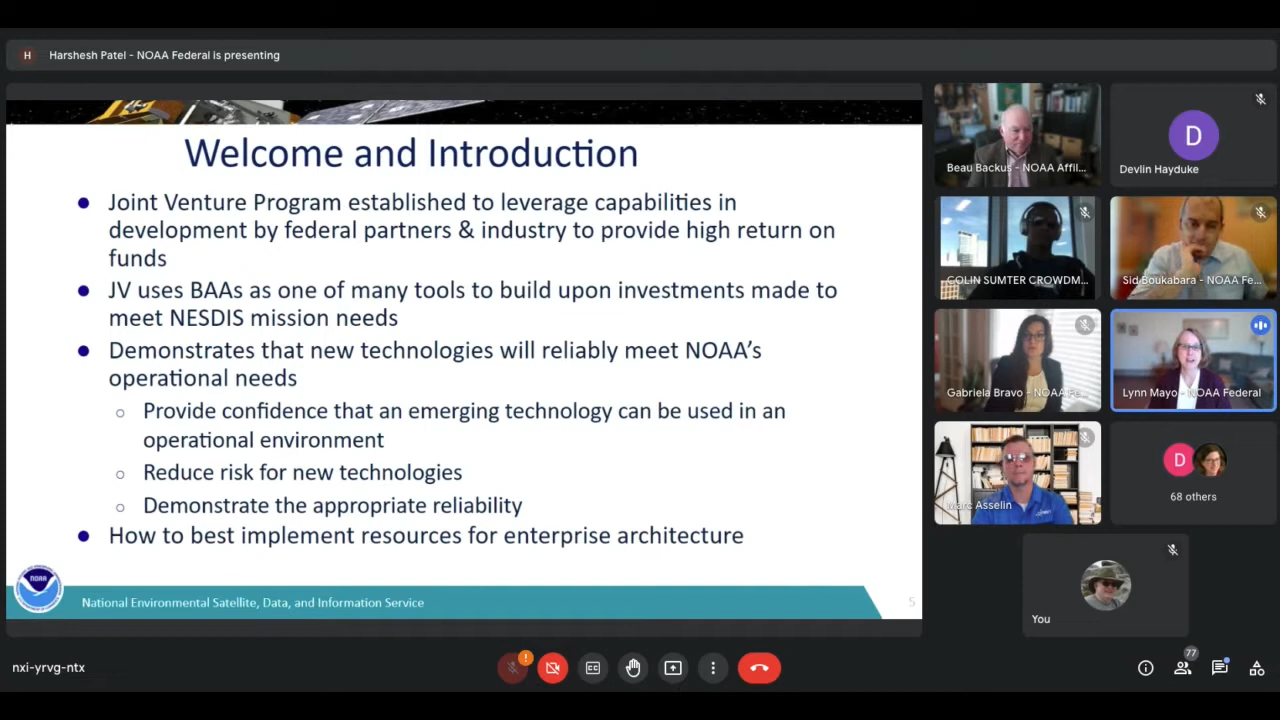 H Harshesh Patel - NOAA Federal is presenting
Welcome and Introduction
Joint Venture Program established to leverage capabilities in
development by federal partners & industry to provide high return on
funds
JV uses BAAs as one of many tools to build upon investments made to
meet NESDIS mission needs
Demonstrates that new technologies will reliably meet NOAA's
operational needs
Provide confidence that an emerging technology can be used in an
operational environment
Reduce risk for new technologies
Demonstrate the appropriate reliability
How to best implement resources for enterprise architecture
NOAA
National Environmental Satellite, Data, and Information Service
5
Beau Backus - NOAA Affil...
D
Devlin Hayduke
COLIN SUMTER CROWDM...
Sid Boukabara - NOAA Fe...
Gabriela Bravo - NOAA Fe...
Lynn Mayo - NOAA Federal
Marc Asselin
D
68 others
You
nxi-yrvg-ntx
!
CC
77